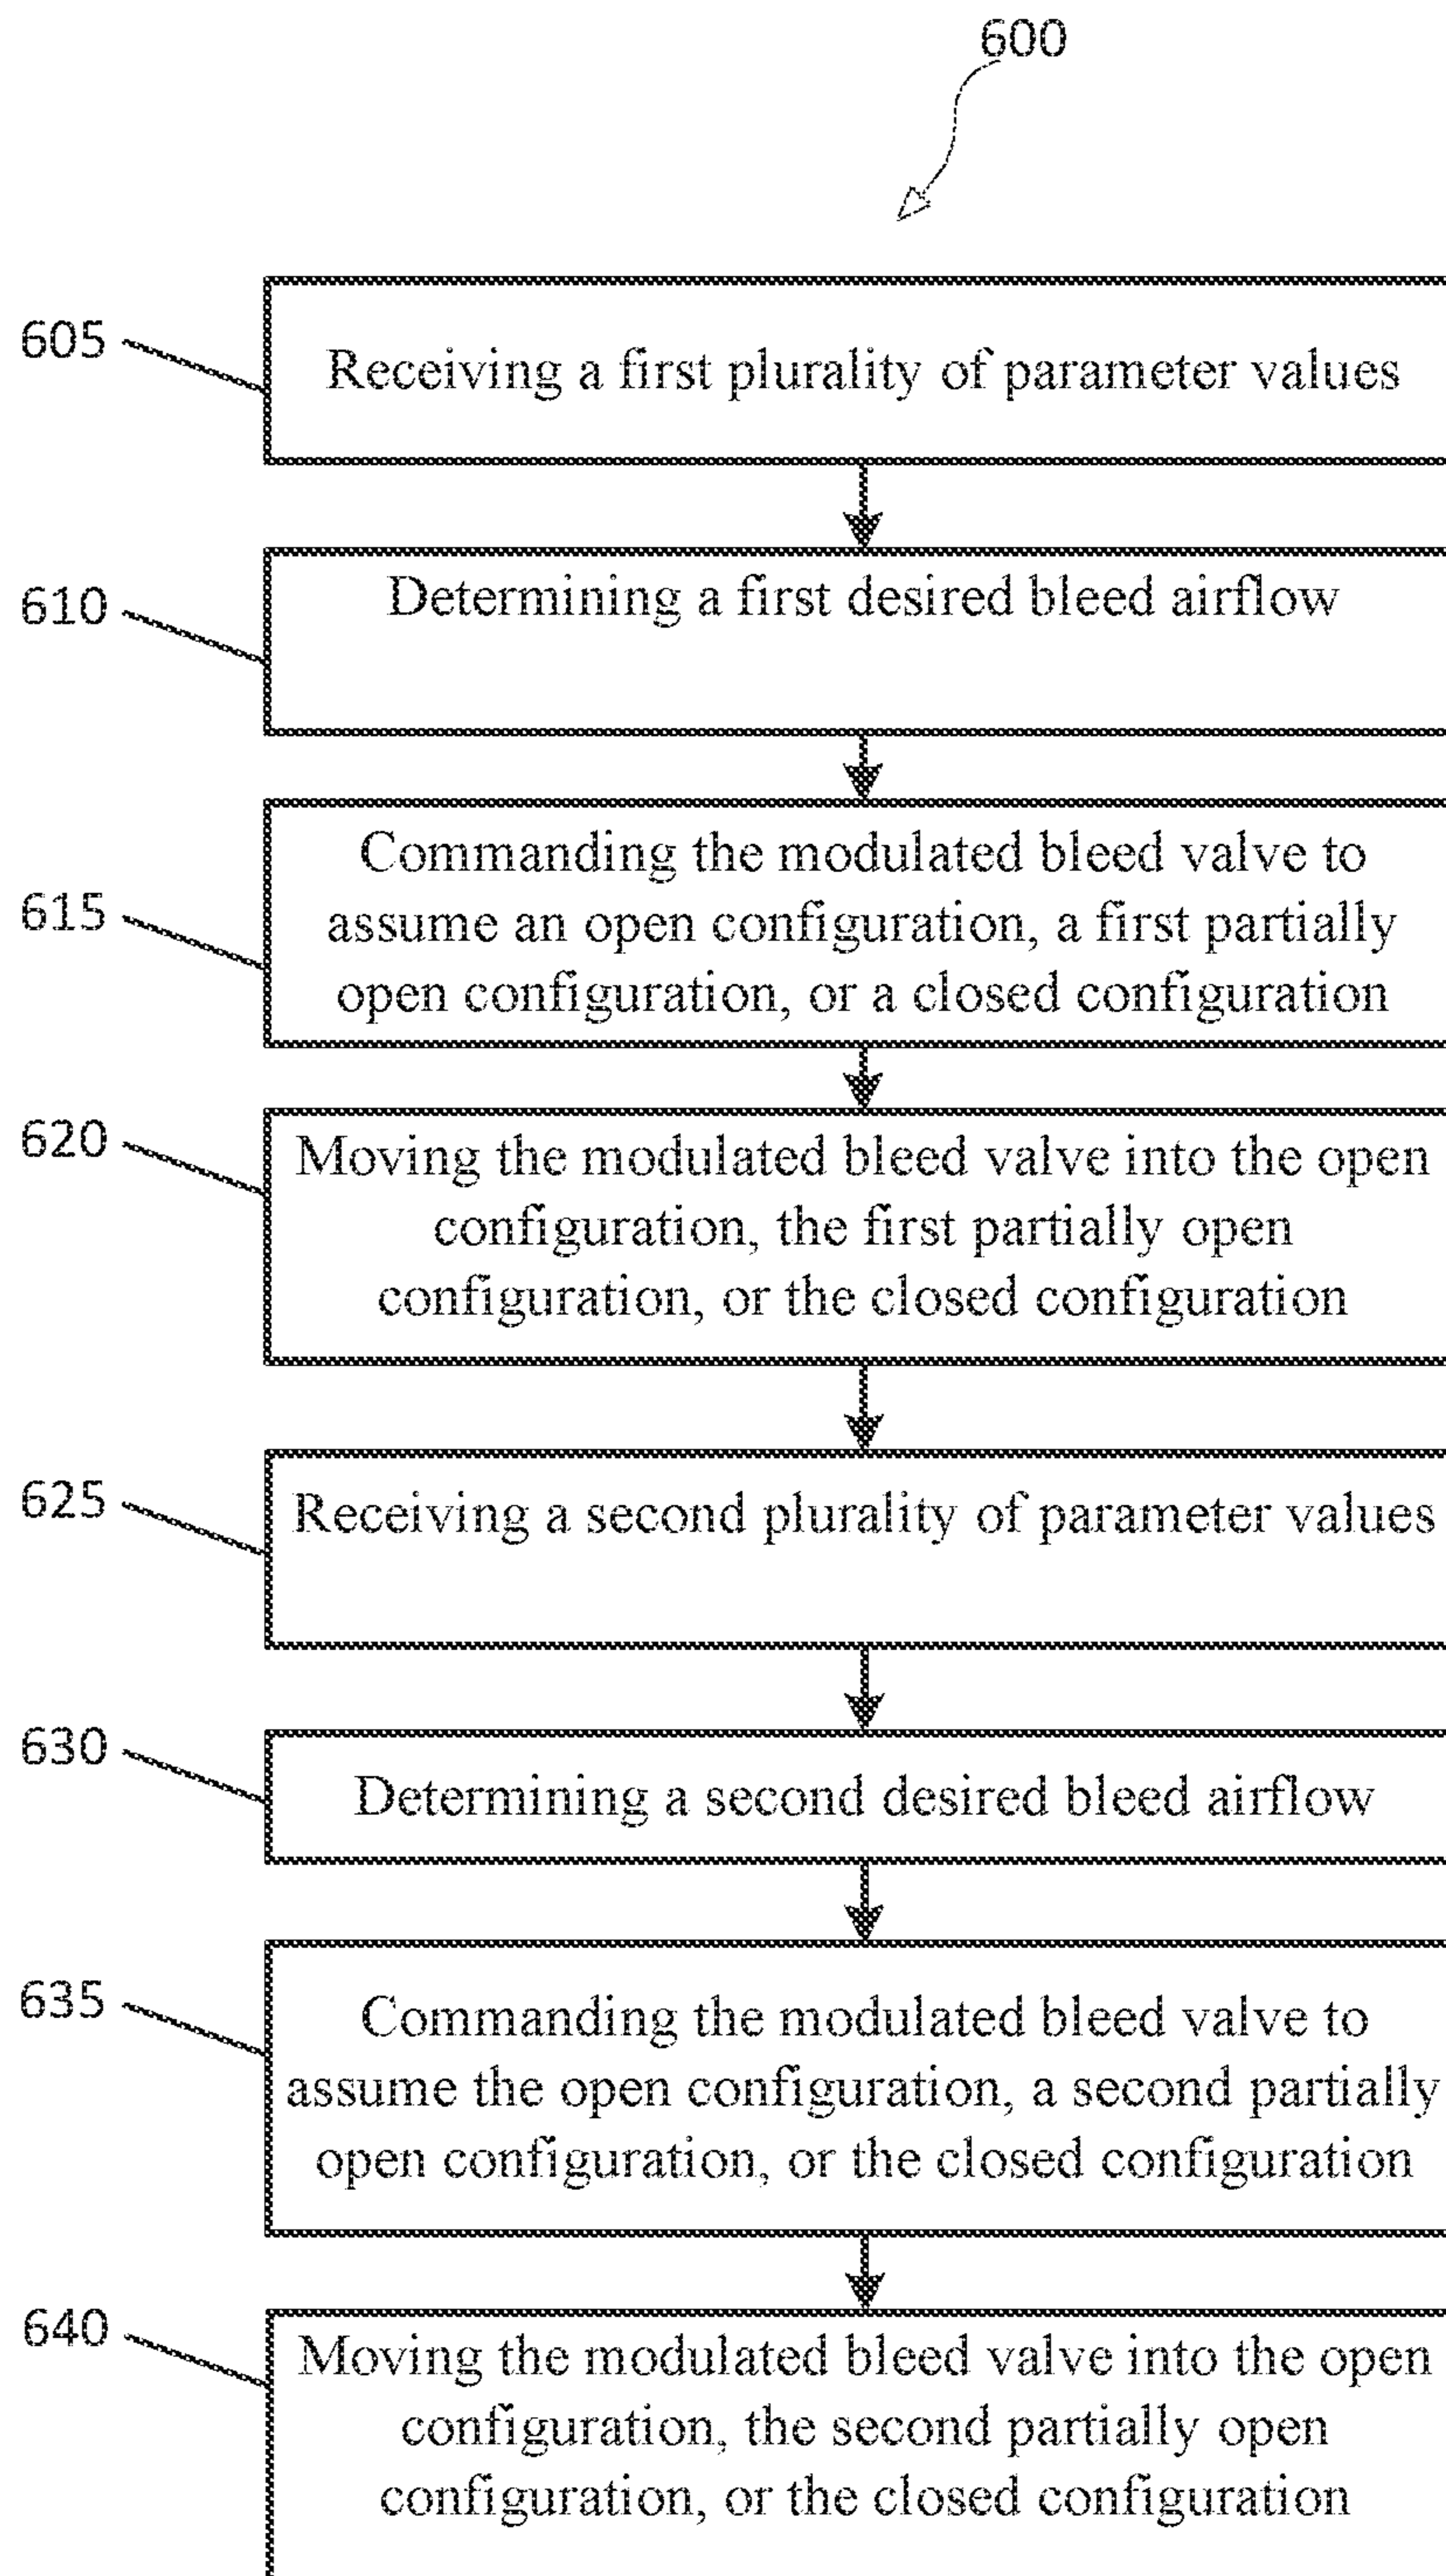 600
605
Receiving a first plurality of parameter values
610
Determining a first desired bleed airflow
615
Commanding the modulated bleed valve to
assume an open configuration, a first partially
open configuration, or a closed configuration
620
Moving the modulated bleed valve into the open
configuration, the first partially open
configuration, or the closed configuration
625
Receiving a second plurality of parameter values
630
Determining a second desired bleed airflow
635
Commanding the modulated bleed valve to
assume the open configuration, a second partially
open configuration, or the closed configuration
640
Moving the modulated bleed valve into the open
configuration, the second partially open
configuration, or the closed configuration